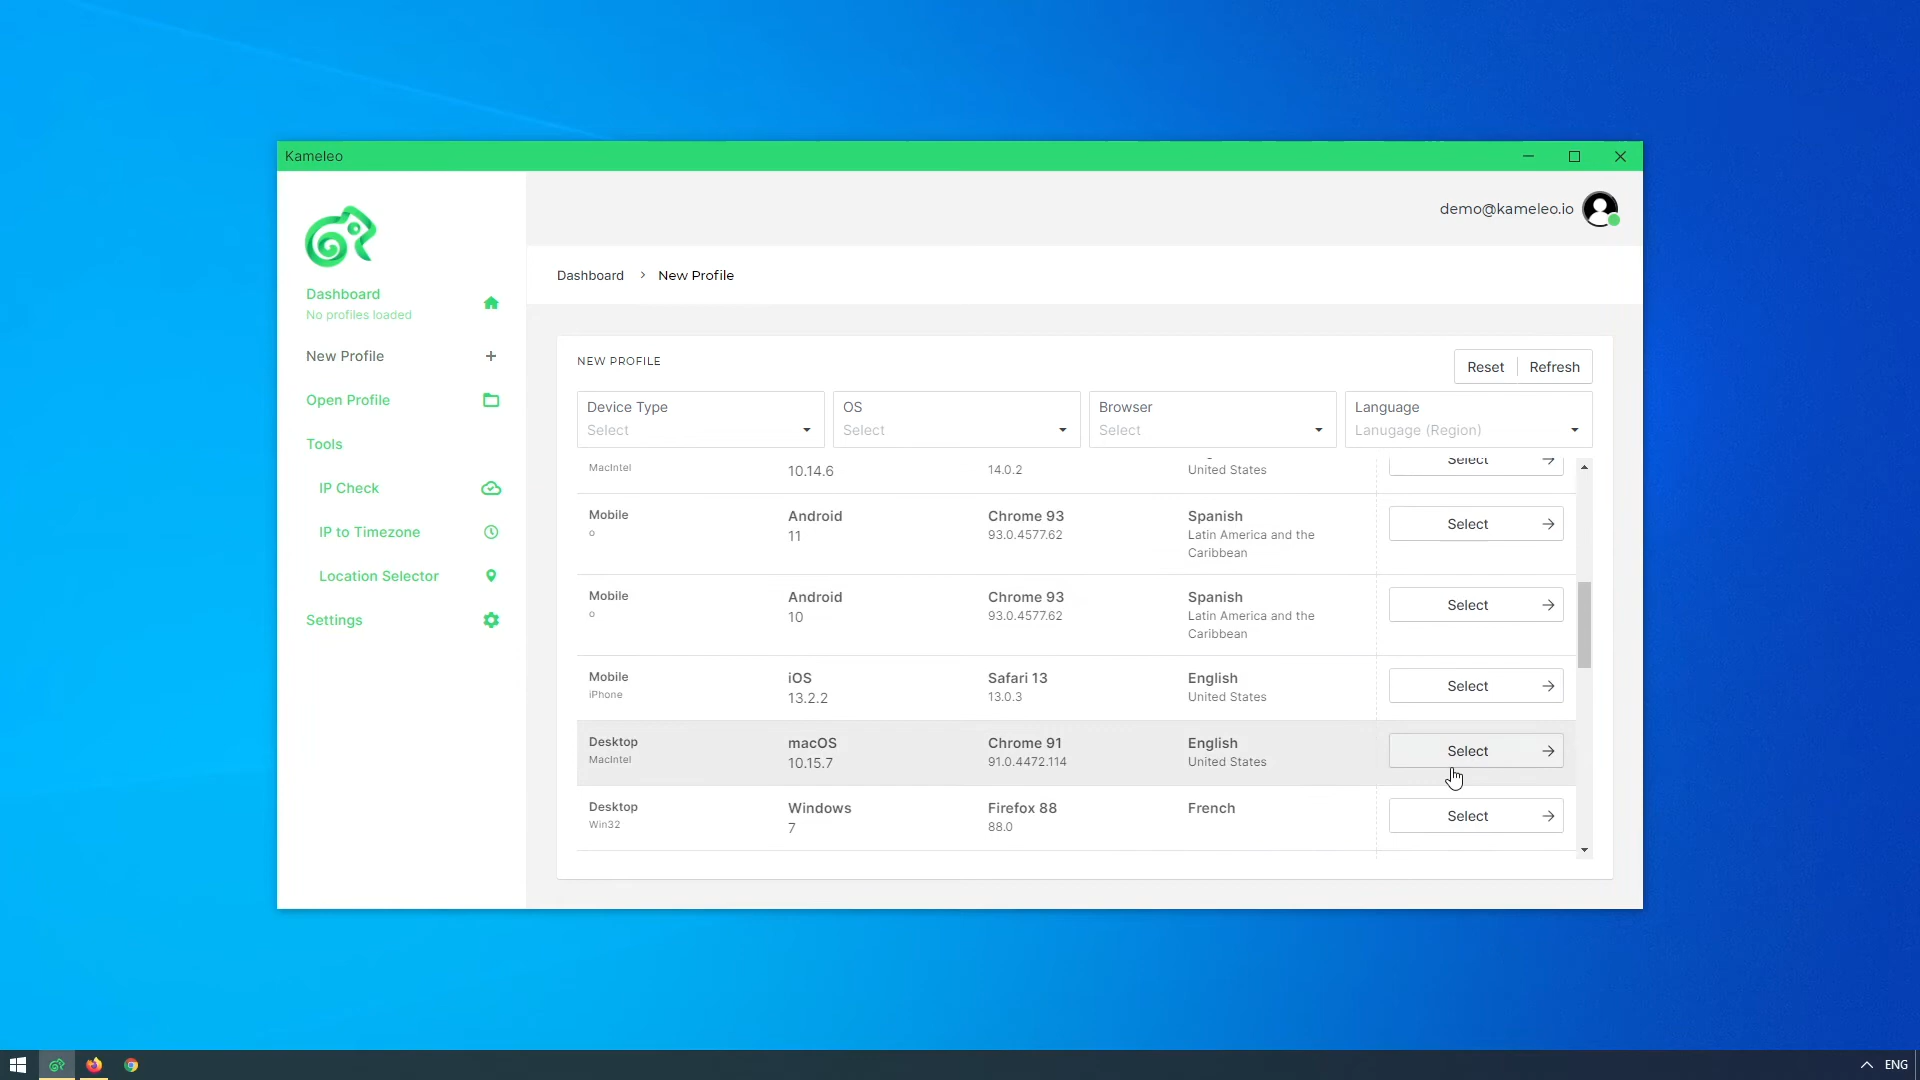 Kameleo
demo@kameleo.io
Dashboard
No profiles loaded
New Profile
Open Profile
Tools
IP Check
IP to Timezone
Location Selector
Settings
Dashboard > New Profile
NEW PROFILE
Reset Refresh
Device Type OS Browser Language
Select Select Select Lanugage (Region)
MacIntel 10.14.6 14.0.2 United States Select
Mobile Android Chrome 93 Spanish Select
o 11 93.0.4577.62 Latin America and the
Caribbean
Mobile Android Chrome 93 Spanish Select
o 10 93.0.4577.62 Latin America and the
Caribbean
Mobile iOS Safari 13 English Select
iPhone 13.2.2 13.0.3 United States
Desktop macOS Chrome 91 English Select
MacIntel 10.15.7 91.0.4472.114 United States
Desktop Windows Firefox 88 French Select
Win32 7 88.0
ENG